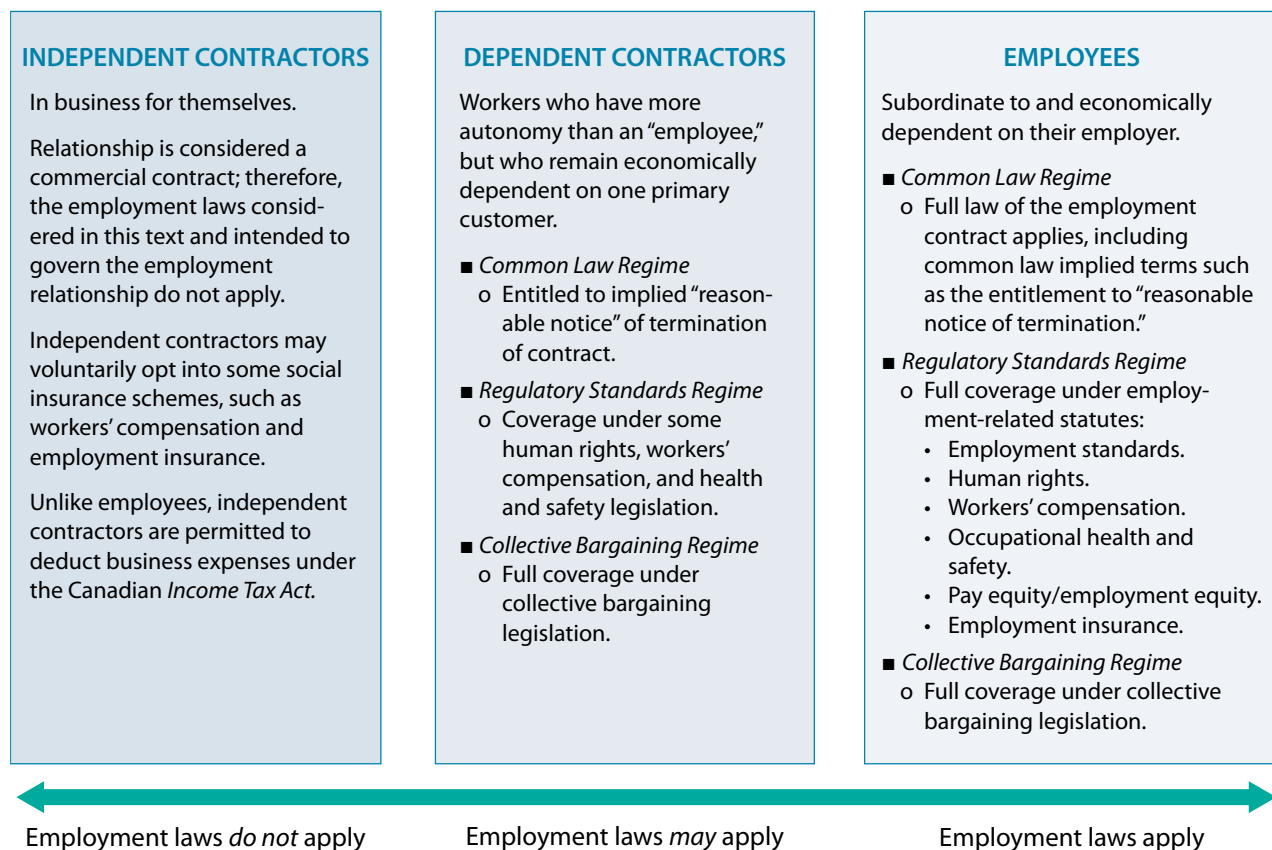 INDEPENDENT CONTRACTORS
In business for themselves.
Relationship is considered a
commercial contract; therefore,
the employment laws consid-
ered in this text and intended to
govern the employment
relationship do not apply.
Independent contractors may
voluntarily opt into some social
insurance schemes, such as
workers’ compensation and
employment insurance.
Unlike employees, independent
contractors are permitted to
deduct business expenses under
the Canadian Income Tax Act.
DEPENDENT CONTRACTORS
Workers who have more
autonomy than an “employee,”
but who remain economically
dependent on one primary
customer.
■ Common Law Regime
o Entitled to implied “reason-
able notice” of termination
of contract.
■ Regulatory Standards Regime
o Coverage under some
human rights, workers’
compensation, and health
and safety legislation.
■ Collective Bargaining Regime
o Full coverage under
collective bargaining
legislation.
EMPLOYEES
Subordinate to and economically
dependent on their employer.
■ Common Law Regime
o Full law of the employment
contract applies, including
common law implied terms such
as the entitlement to “reasonable
notice of termination.”
■ Regulatory Standards Regime
o Full coverage under employ-
ment-related statutes:
• Employment standards.
• Human rights.
• Workers’ compensation.
• Occupational health and
safety.
• Pay equity/employment equity.
• Employment insurance.
■ Collective Bargaining Regime
o Full coverage under collective
bargaining legislation.
Employment laws do not apply
Employment laws may apply
Employment laws apply